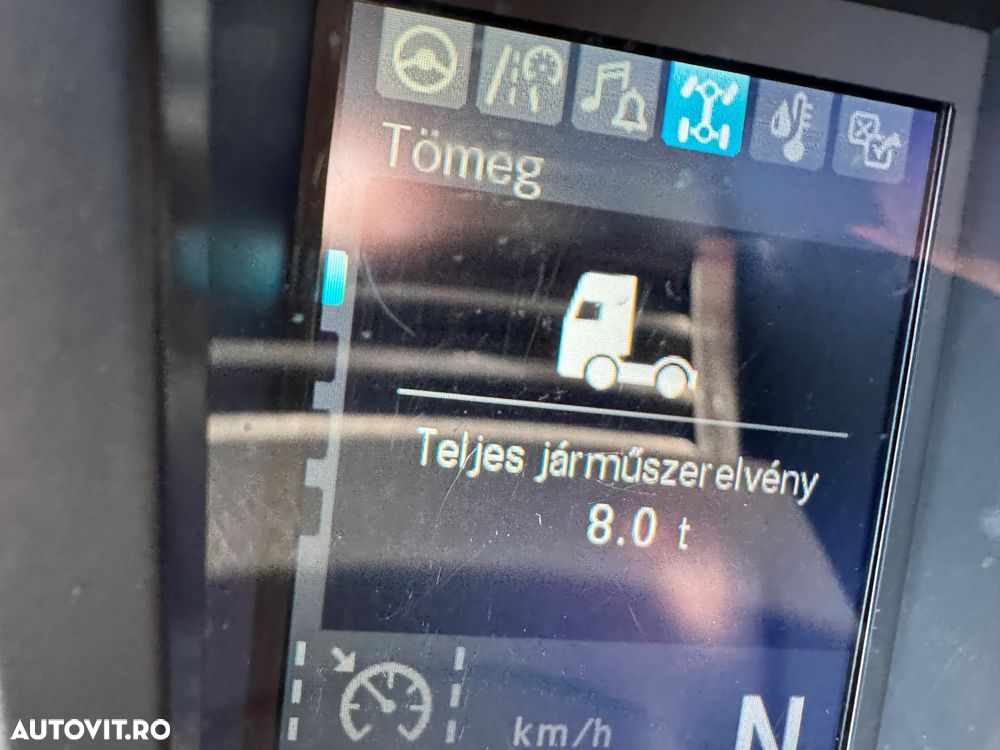 Tömeg
Teljes járműszerelvény
8.0 t
km/h
N
AUTOVIT.RO